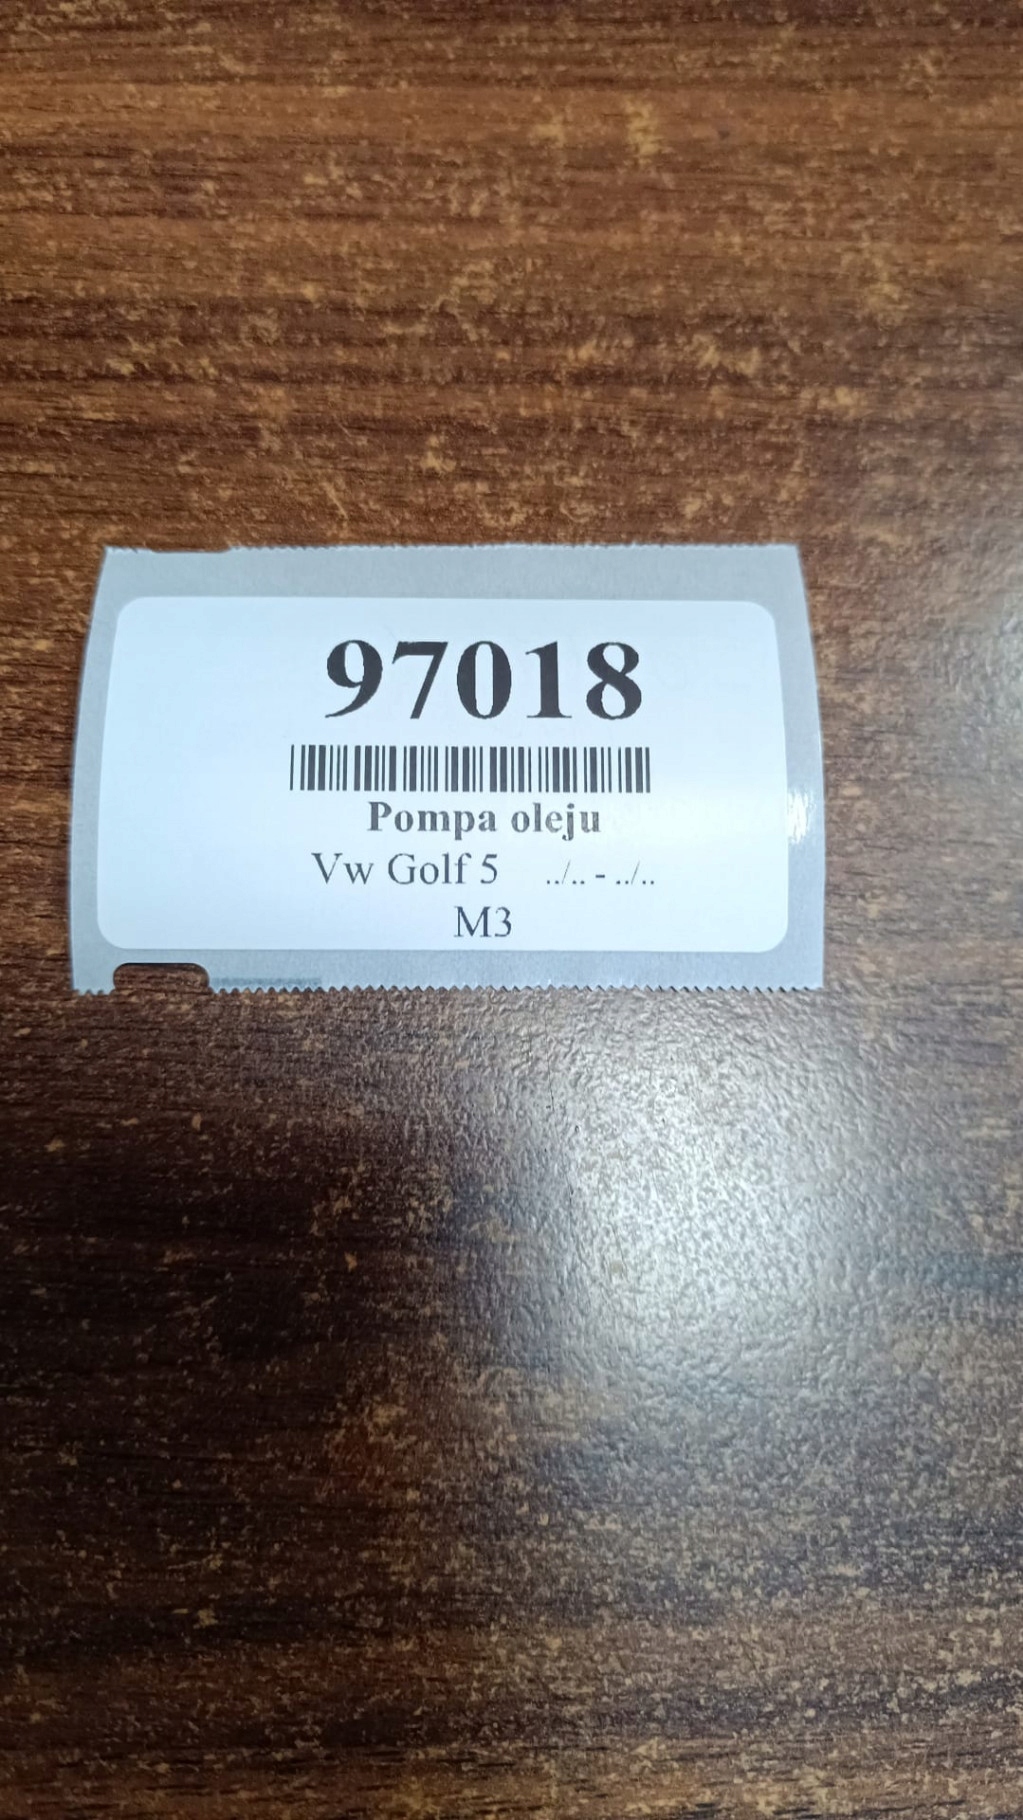 97018
Pompa oleju
Vw Golf 5 ../.. - ../..
M3